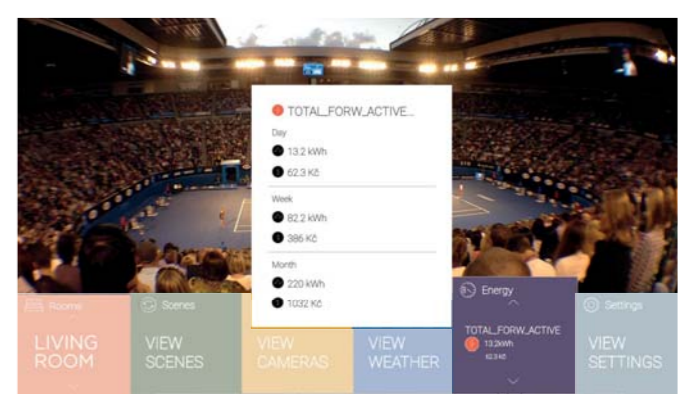 TOTAL_FORW_ACTIVE...
Day
13.2 kWh
62.3 Kč
Week
82.2 kWh
386 Kč
Month
220 kWh
1032 Kč
Rooms
LIVING
ROOM
Scenes
VIEW
SCENES
VIEW
CAMERAS
VIEW
WEATHER
Energy
TOTAL_FORW_ACTIVE
13.2kWh
62.3 Kč
Settings
VIEW
SETTINGS